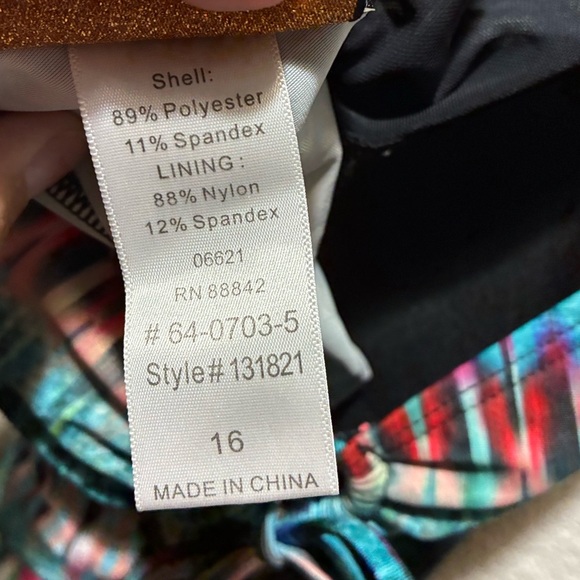 Shell:
89% Polyester
11% Spandex
LINING :
88% Nylon
12% Spandex
06621
RN 88842
# 64-0703-5
Style# 131821
16
MADE IN CHINA